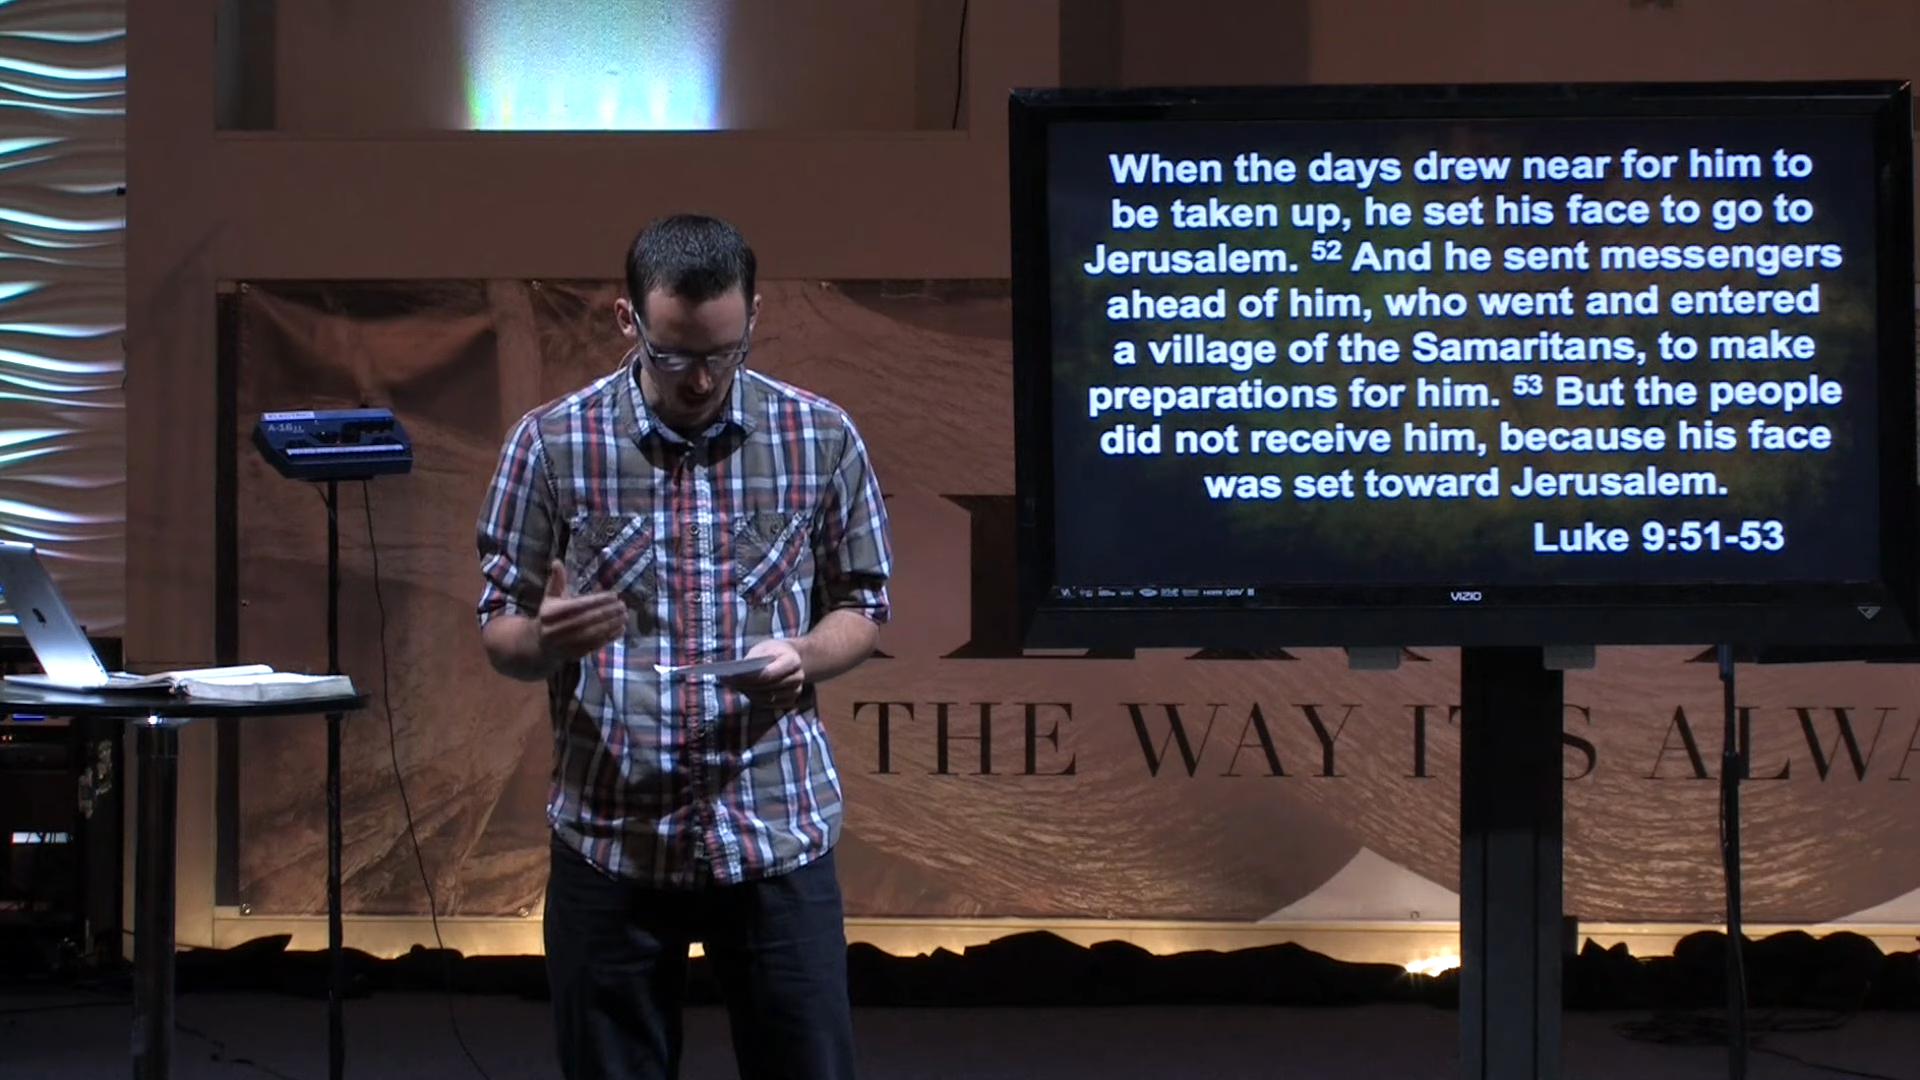 When the days drew near for him to
be taken up, he set his face to go to
Jerusalem. 52 And he sent messengers
ahead of him, who went and entered
a village of the Samaritans, to make
preparations for him. 53 But the people
did not receive him, because his face
was set toward Jerusalem.
Luke 9:51-53
VIZIO
A-16 II
THE WAY IT'S ALWA